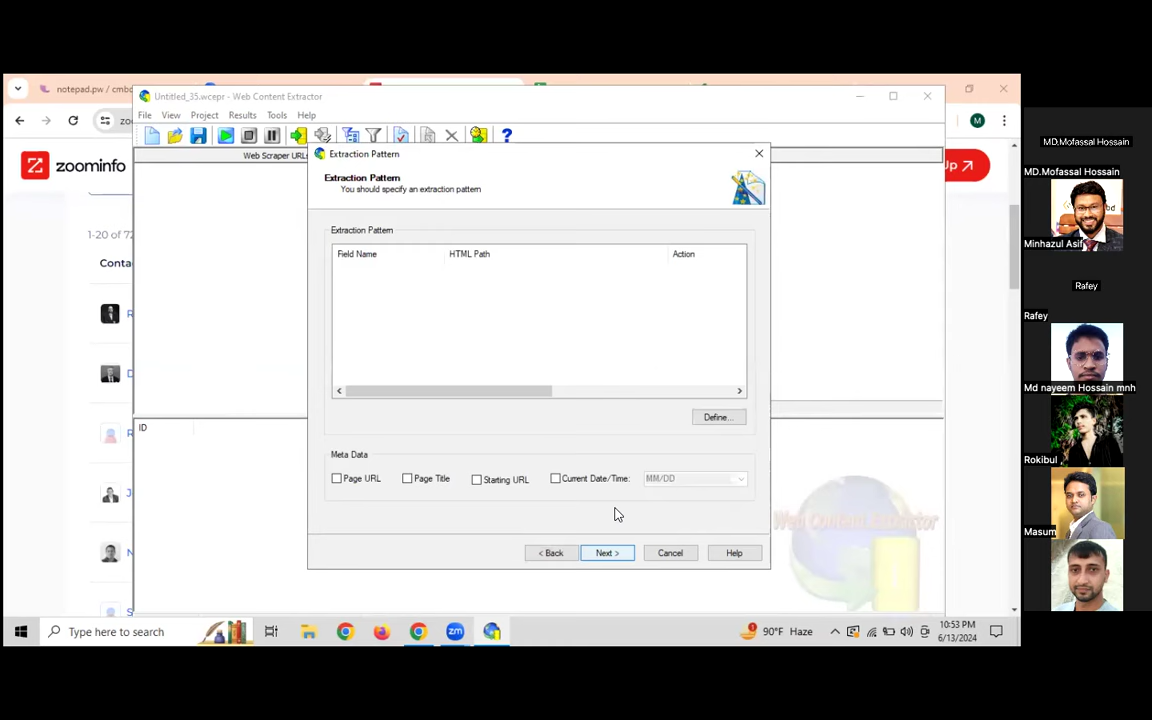 notepad.pw / cmbc
Untitled_35.wcepr - Web Content Extractor
File View Project Results Tools Help
zo
M
zoominfo
Up
Web Scraper URLs
1-20 of 72
Conta
Extraction Pattern
Extraction Pattern
You should specify an extraction pattern
Extraction Pattern
Field Name HTML Path Action
Define...
Meta Data
Page URL Page Title Starting URL Current Date/Time: MM/DD
< Back Next > Cancel Help
R
D
R
J
N
S
ID
Web Content Extractor
Type here to search
zm
90°F Haze
10:53 PM
6/13/2024
MD.Mofassal Hossain
MD.Mofassal Hossain
Minhazul Asif
Rafey
Rafey
Md nayeem Hossain mnh
Rokibul
Masum